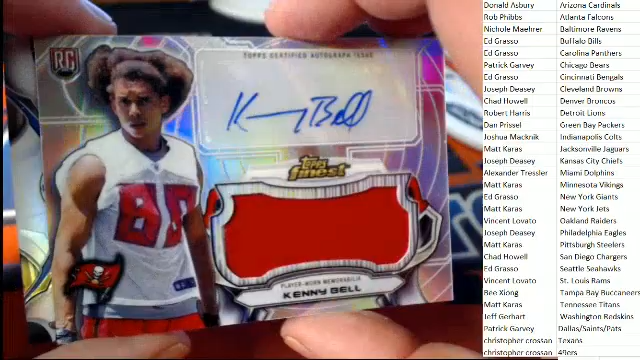 RC
TOPPS CERTIFIED AUTOGRAPH ISSUE
Kenny Bell
Topps
finest
80
PLAYER-WORN MEMORABILIA
KENNY BELL
Donald Asbury Arizona Cardinals
Rob Phibbs Atlanta Falcons
Nichole Maehrer Baltimore Ravens
Ed Grasso Buffalo Bills
Ed Grasso Carolina Panthers
Patrick Garvey Chicago Bears
Ed Grasso Cincinnati Bengals
Joseph Deasey Cleveland Browns
Chad Howell Denver Broncos
Robert Harris Detroit Lions
Dan Prissel Green Bay Packers
Joshua Macknik Indianapolis Colts
Matt Karas Jacksonville Jaguars
Joseph Deasey Kansas City Chiefs
Alexander Tressler Miami Dolphins
Matt Karas Minnesota Vikings
Ed Grasso New York Giants
Matt Karas New York Jets
Vincent Lovato Oakland Raiders
Joseph Deasey Philadelphia Eagles
Matt Karas Pittsburgh Steelers
Chad Howell San Diego Chargers
Ed Grasso Seattle Seahawks
Vincent Lovato St. Louis Rams
Bee Xiong Tampa Bay Buccaneers
Matt Karas Tennessee Titans
Jeff Gerhart Washington Redskins
Patrick Garvey Dallas/Saints/Pats
christopher crossan Texans
christopher crossan 49ers